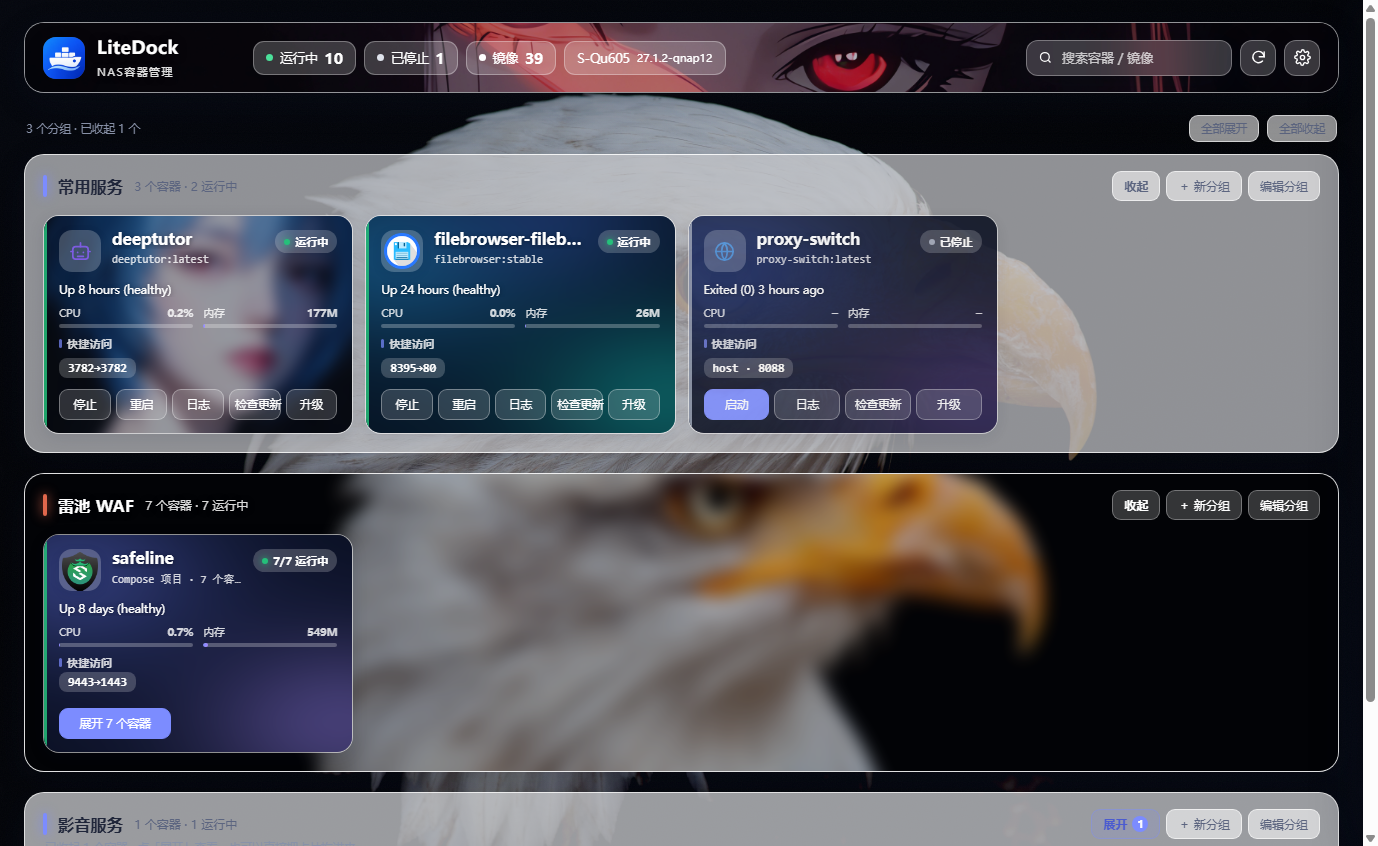 LiteDock
NAS容器管理
运行中 10
已停止 1
镜像 39
S-Qu605 27.1.2-qnap12
搜索容器 / 镜像
3 个分组 · 已收起 1 个
全部展开
全部收起
常用服务 3 个容器 · 2 运行中
收起
+ 新分组
编辑分组
deeptutor
运行中
deeptutor:latest
Up 8 hours (healthy)
CPU 0.2% 内存 177M
快捷访问
3782→3782
停止 重启 日志 检查更新 升级
filebrowser-fileb...
运行中
filebrowser:stable
Up 24 hours (healthy)
CPU 0.0% 内存 26M
快捷访问
8395→80
停止 重启 日志 检查更新 升级
proxy-switch
已停止
proxy-switch:latest
Exited (0) 3 hours ago
CPU – 内存 –
快捷访问
host · 8088
启动 日志 检查更新 升级
雷池 WAF 7 个容器 · 7 运行中
收起
+ 新分组
编辑分组
safeline
7/7 运行中
Compose 项目 · 7 个容…
Up 8 days (healthy)
CPU 0.7% 内存 549M
快捷访问
9443→1443
展开 7 个容器
影音服务 1 个容器 · 1 运行中
展开 1
+ 新分组
编辑分组